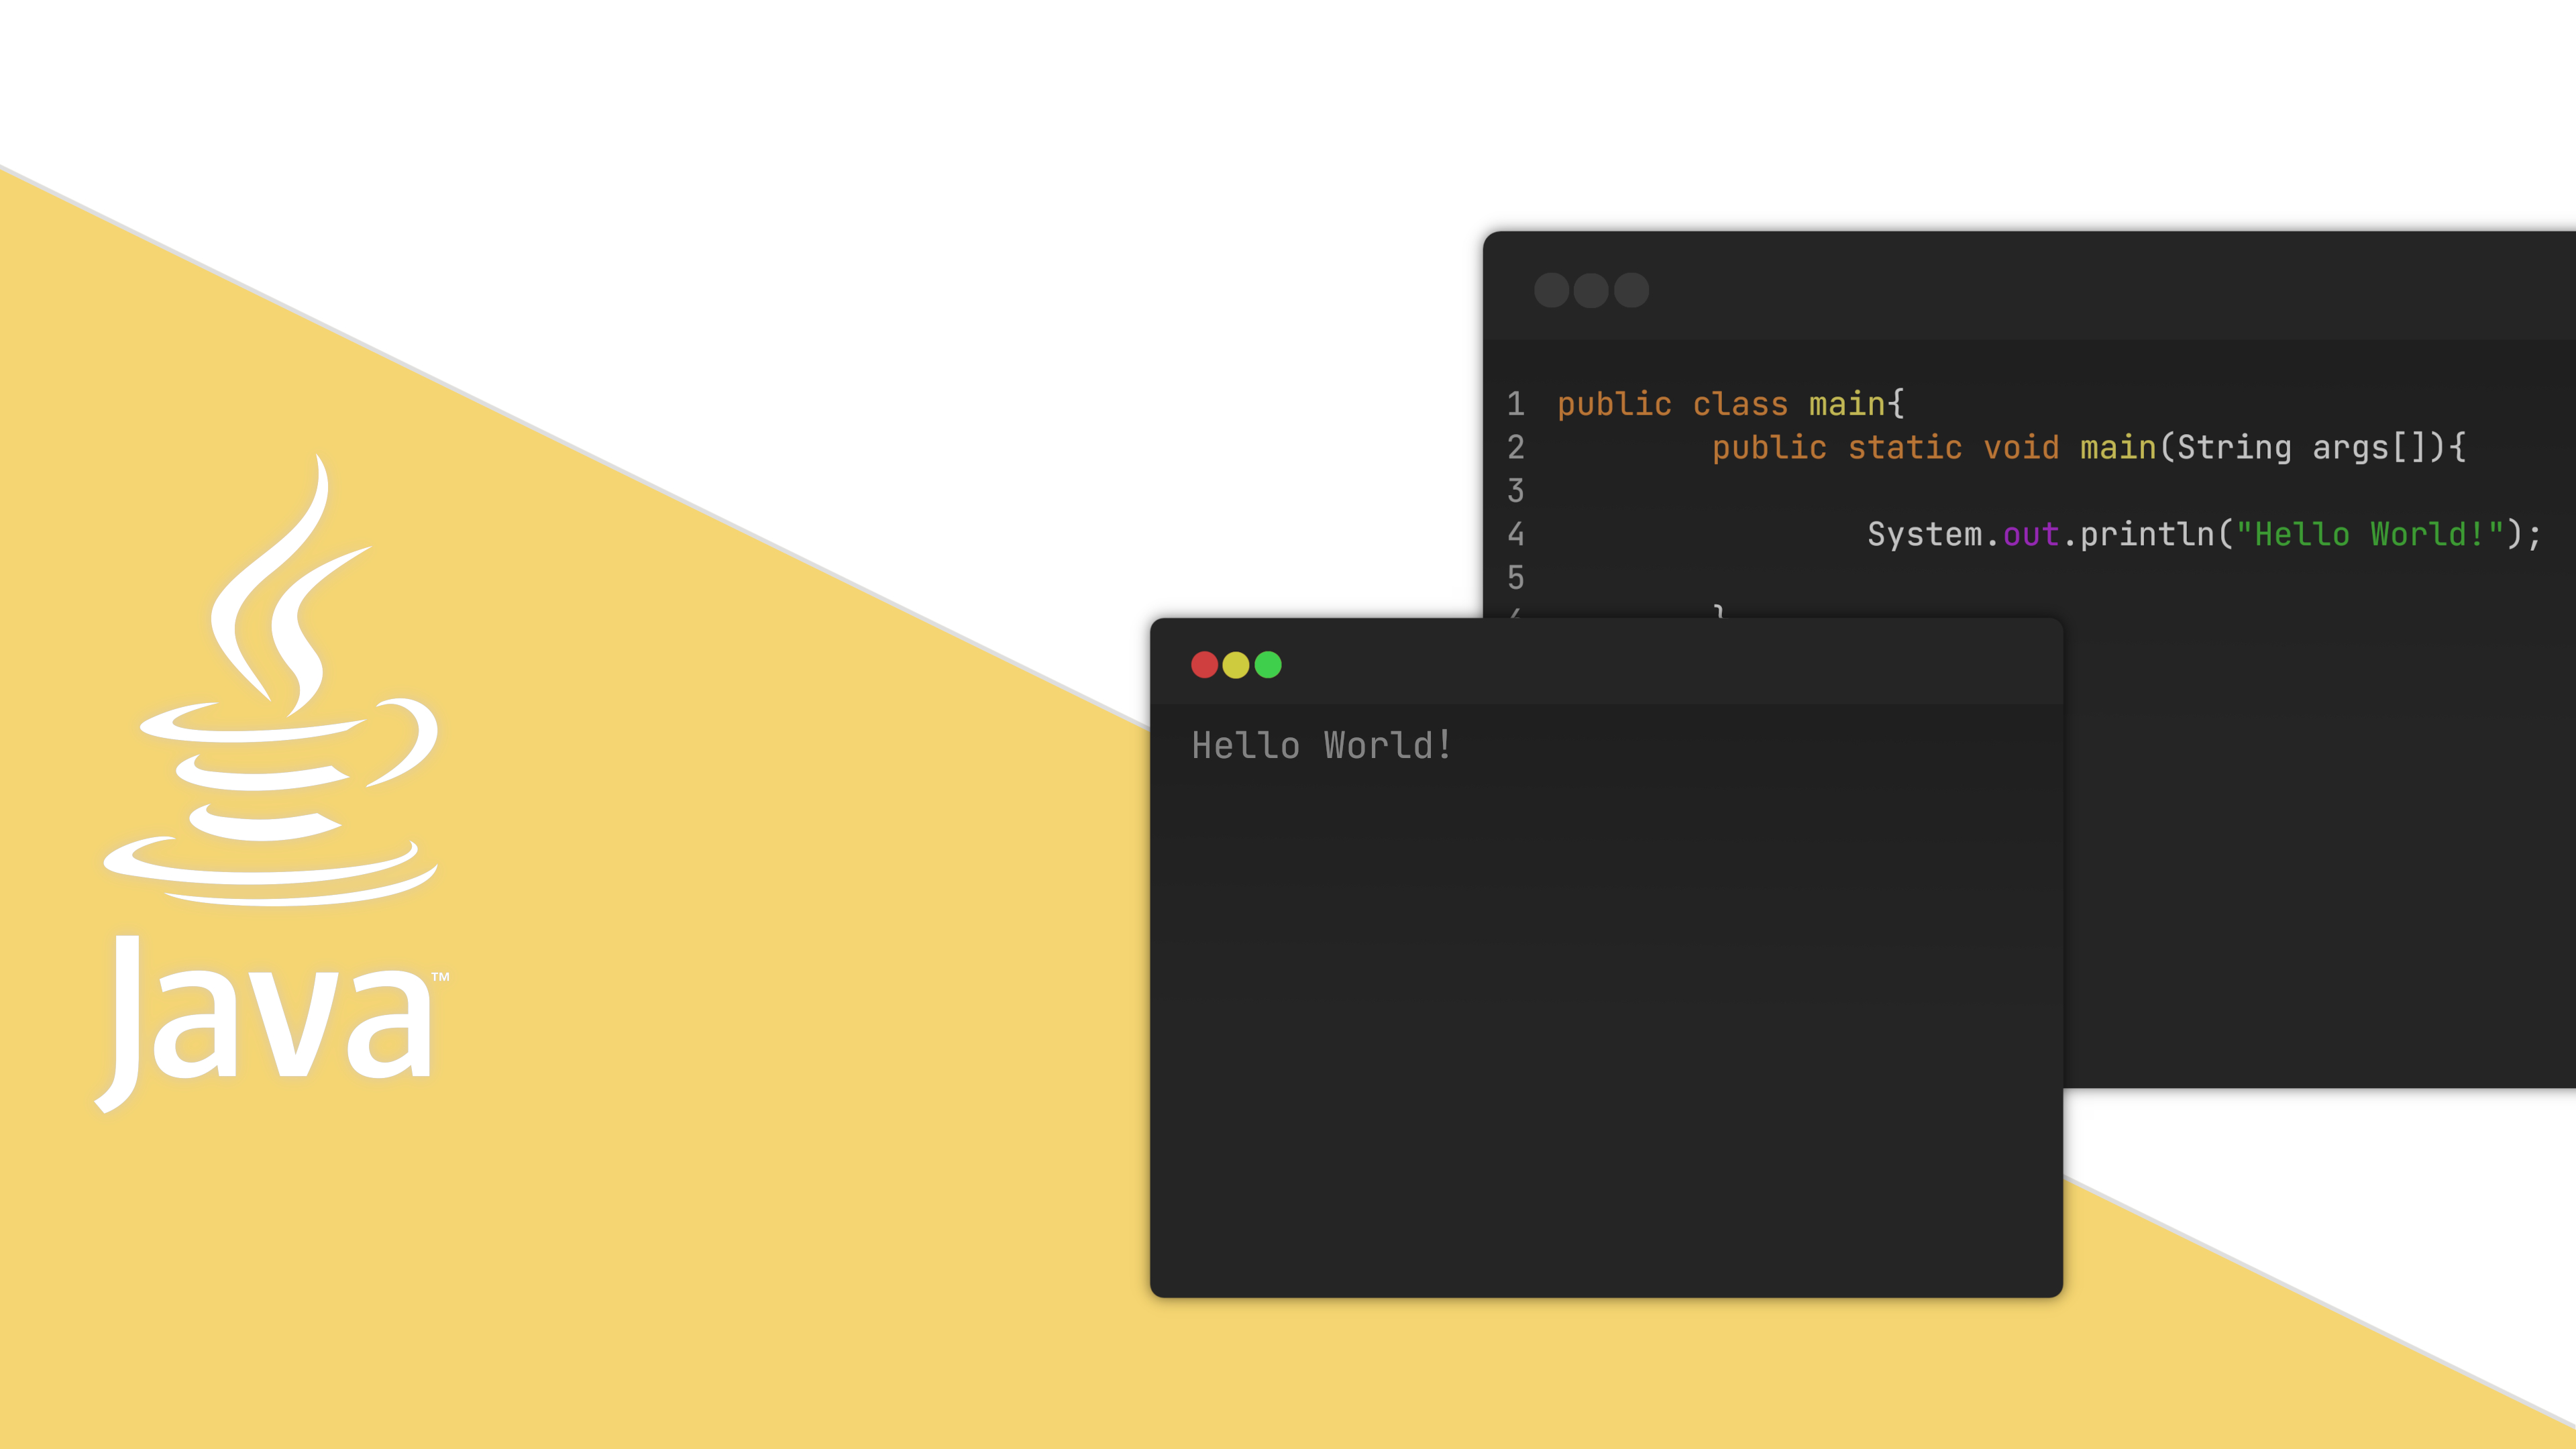 Java™
1 public class main{
2 public static void main(String args[]){
3
4 System.out.println("Hello World!");
5
}
Hello World!